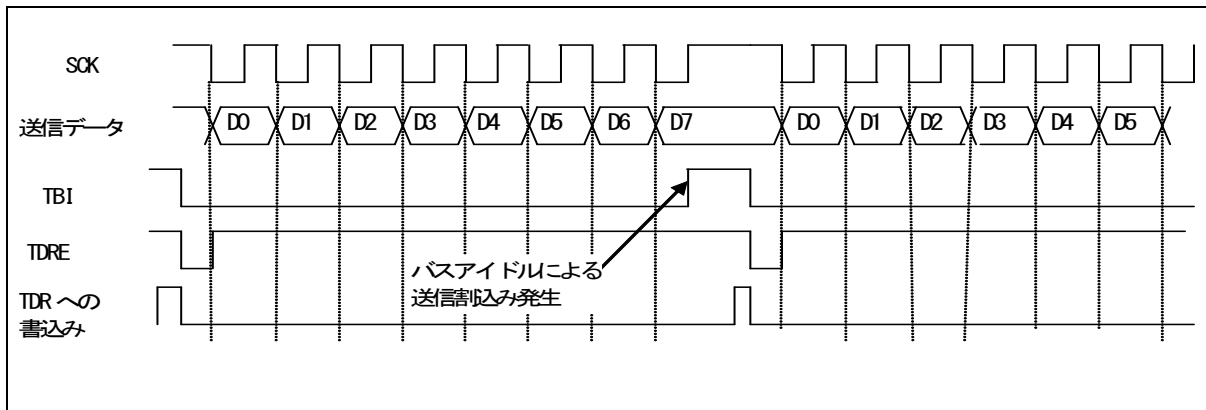 SCK
送信データ
D0 D1 D2 D3 D4 D5 D6 D7 D0 D1 D2 D3 D4 D5
TBI
TDRE
バスアイドルによる
送信割込み発生
TDR への
書込み